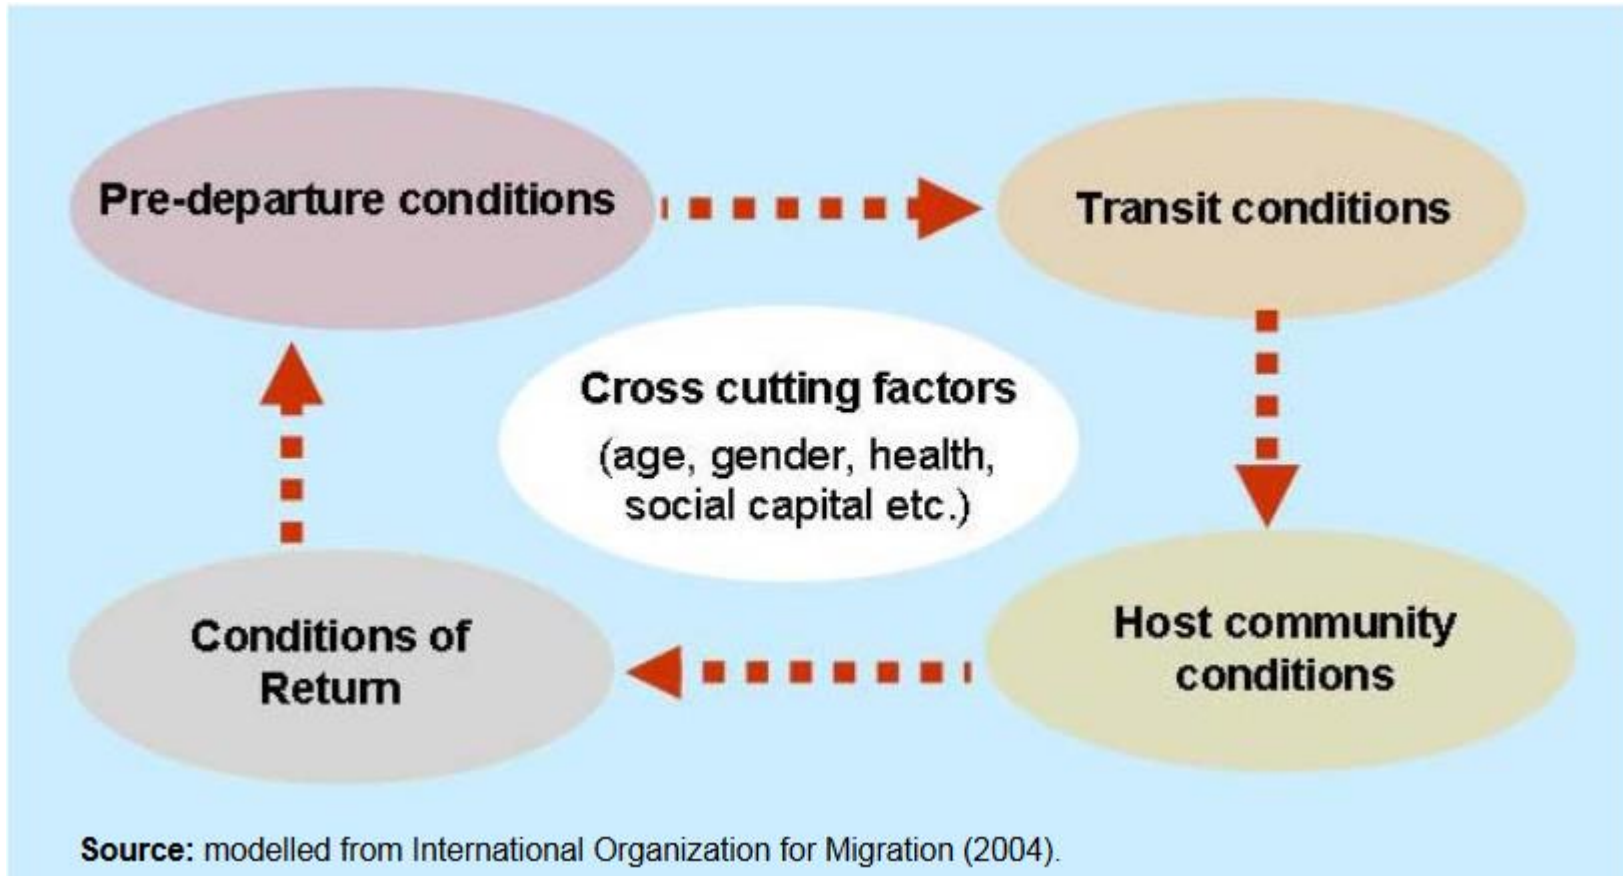 Pre-departure conditions
Transit conditions
Cross cutting factors
(age, gender, health,
social capital etc.)
Conditions of
Return
Host community
conditions
Source: modelled from International Organization for Migration (2004).